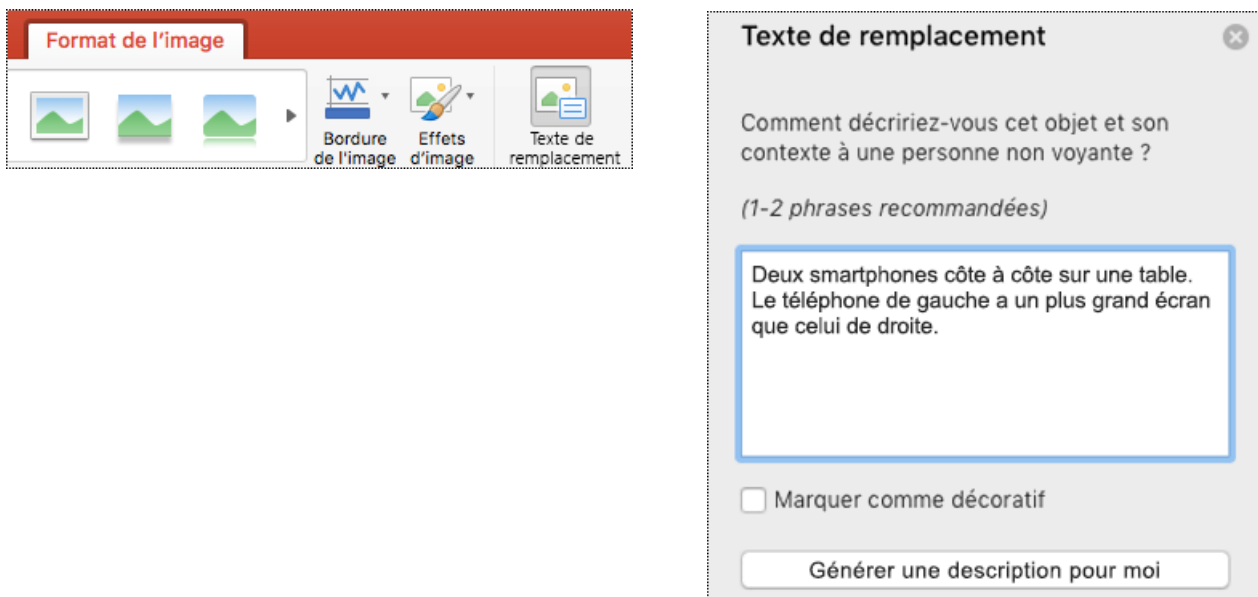 Format de l'image
Bordure
de l'image
Effets
d'image
Texte de
remplacement
Texte de remplacement
Comment décririez-vous cet objet et son
contexte à une personne non voyante ?
(1-2 phrases recommandées)
Deux smartphones côte à côte sur une table.
Le téléphone de gauche a un plus grand écran
que celui de droite.
Marquer comme décoratif
Générer une description pour moi